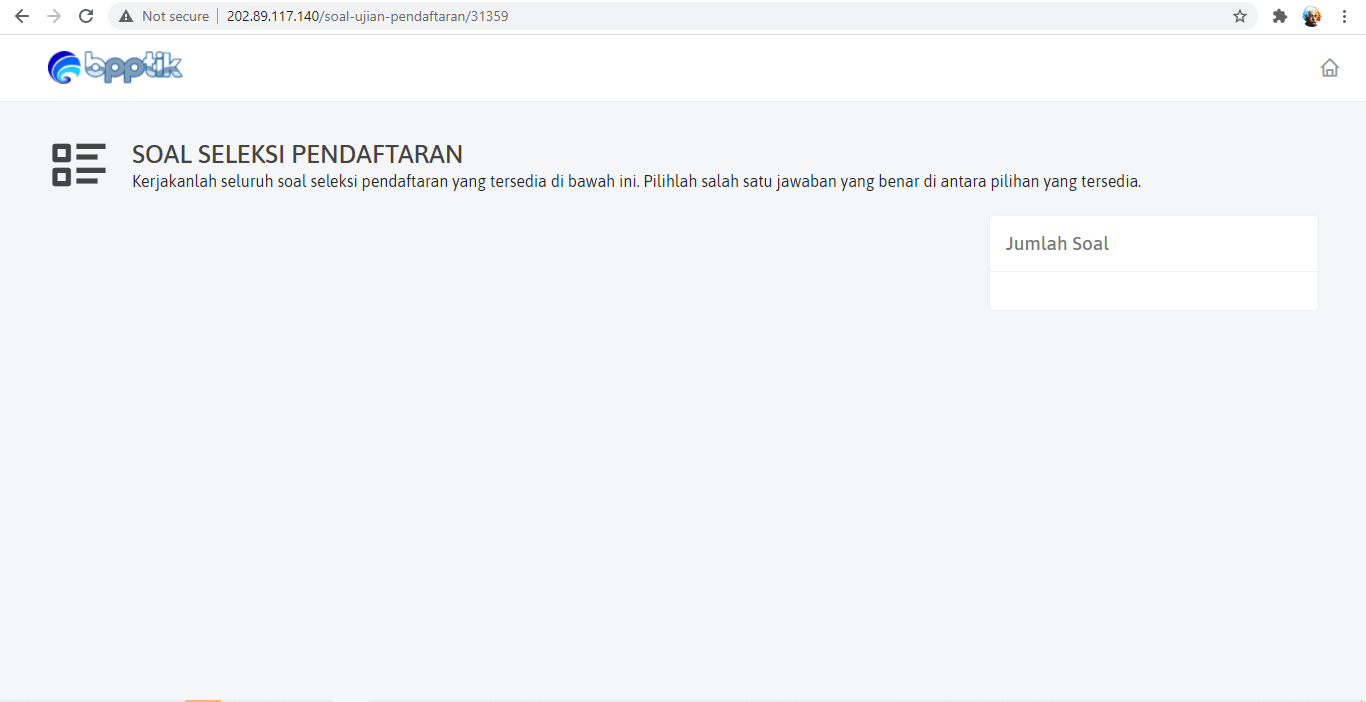 Not secure 202.89.117.140/soal-ujian-pendaftaran/31359
bpptik
SOAL SELEKSI PENDAFTARAN
Kerjakanlah seluruh soal seleksi pendaftaran yang tersedia di bawah ini. Pilihlah salah satu jawaban yang benar di antara pilihan yang tersedia.
Jumlah Soal